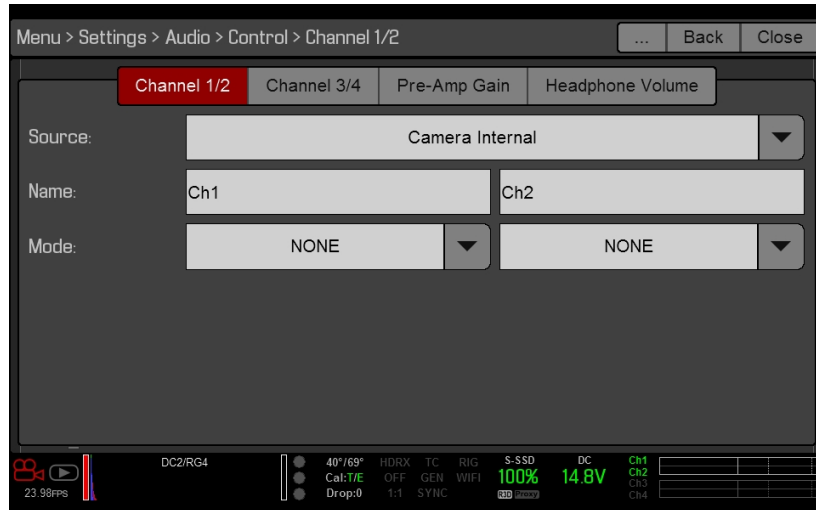 Menu > Settings > Audio > Control > Channel 1/2 ... Back Close
Channel 1/2 Channel 3/4 Pre-Amp Gain Headphone Volume
Source: Camera Internal
Name: Ch1 Ch2
Mode: NONE NONE
DC2/RG4 40°/69° HDRX TC RIG S-SSD DC Ch1
Cal:T/E OFF GEN WIFI 100% 14.8V Ch2
23.98FPS Drop:0 1:1 SYNC R3D Proxy Ch3
Ch4